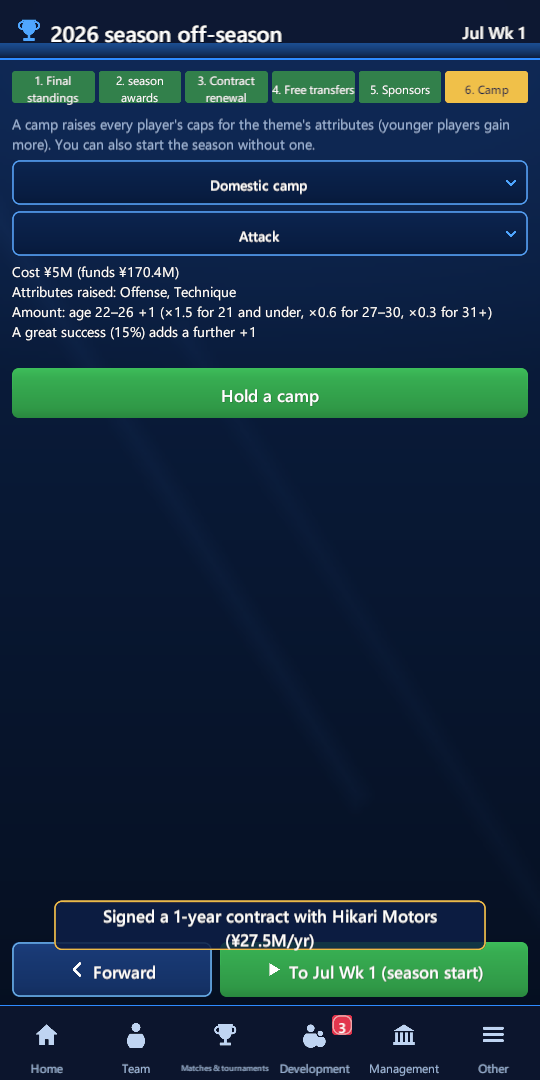 2026 season off-season
Jul Wk 1
1. Final
standings
2. season
awards
3. Contract
renewal
4. Free transfers
5. Sponsors
6. Camp
A camp raises every player's caps for the theme's attributes (younger players gain
more). You can also start the season without one.
Domestic camp
Attack
Cost ¥5M (funds ¥170.4M)
Attributes raised: Offense, Technique
Amount: age 22–26 +1 (×1.5 for 21 and under, ×0.6 for 27–30, ×0.3 for 31+)
A great success (15%) adds a further +1
Hold a camp
Signed a 1-year contract with Hikari Motors
(¥27.5M/yr)
Forward
To Jul Wk 1 (season start)
3
Home
Team
Matches & tournaments
Development
Management
Other